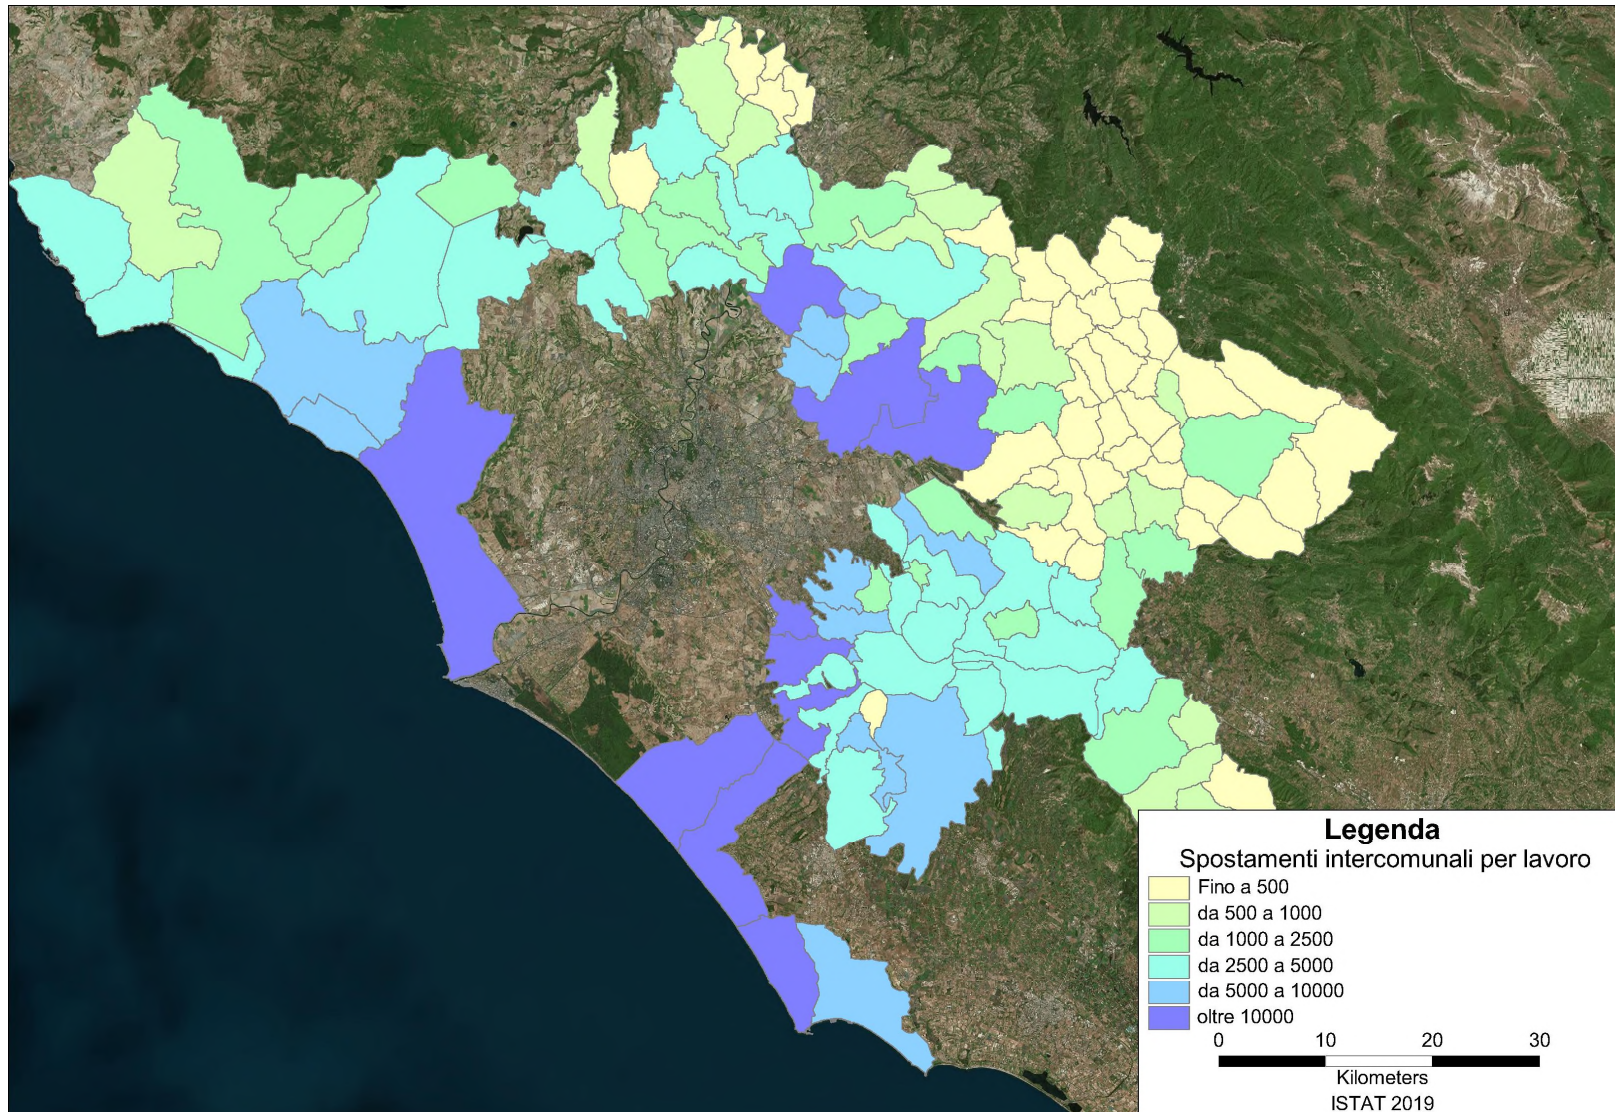 Legenda
Spostamenti intercomunali per lavoro
Fino a 500
da 500 a 1000
da 1000 a 2500
da 2500 a 5000
da 5000 a 10000
oltre 10000
0 10 20 30
Kilometers
ISTAT 2019